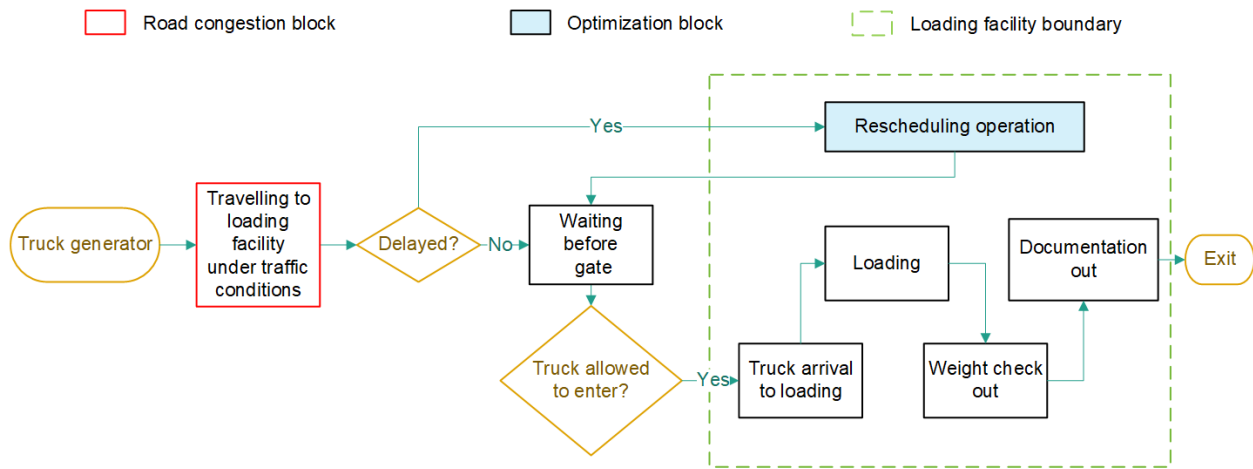 Road congestion block
Optimization block
Loading facility boundary
Yes
Rescheduling operation
Truck generator
Travelling to
loading
facility
under traffic
conditions
Delayed?
No
Waiting
before
gate
Loading
Documentation
out
Exit
Truck allowed
to enter?
Yes
Truck arrival
to loading
Weight check
out